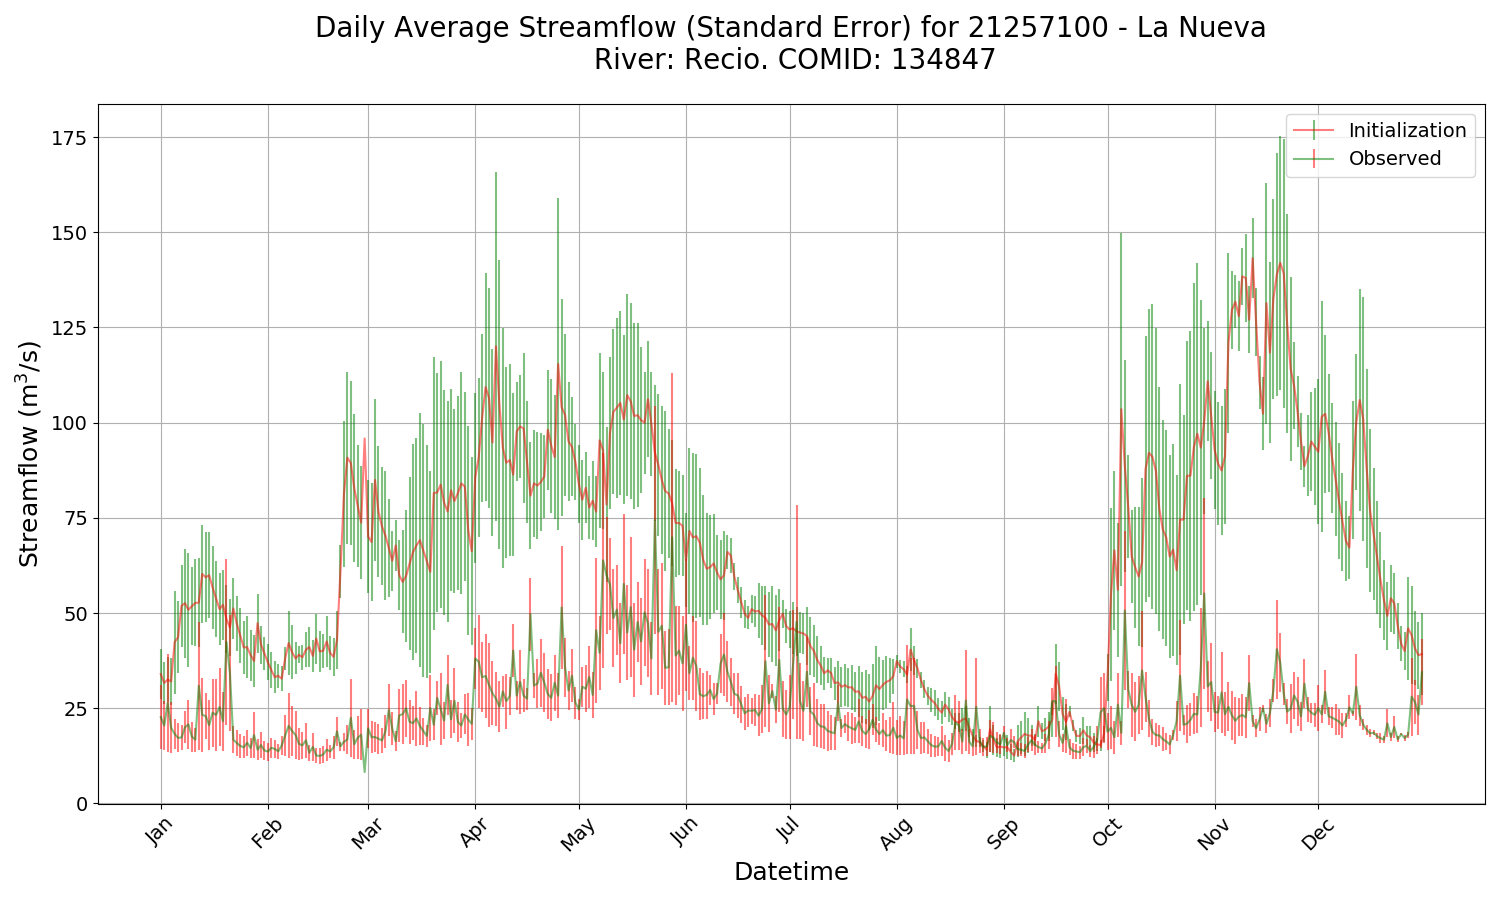 Daily Average Streamflow (Standard Error) for 21257100 - La Nueva
River: Recio. COMID: 134847
Initialization
Observed
Streamflow (m³/s)
175
150
125
100
75
50
25
0
Jan
Feb
Mar
Apr
May
Jun
Jul
Aug
Sep
Oct
Nov
Dec
Datetime